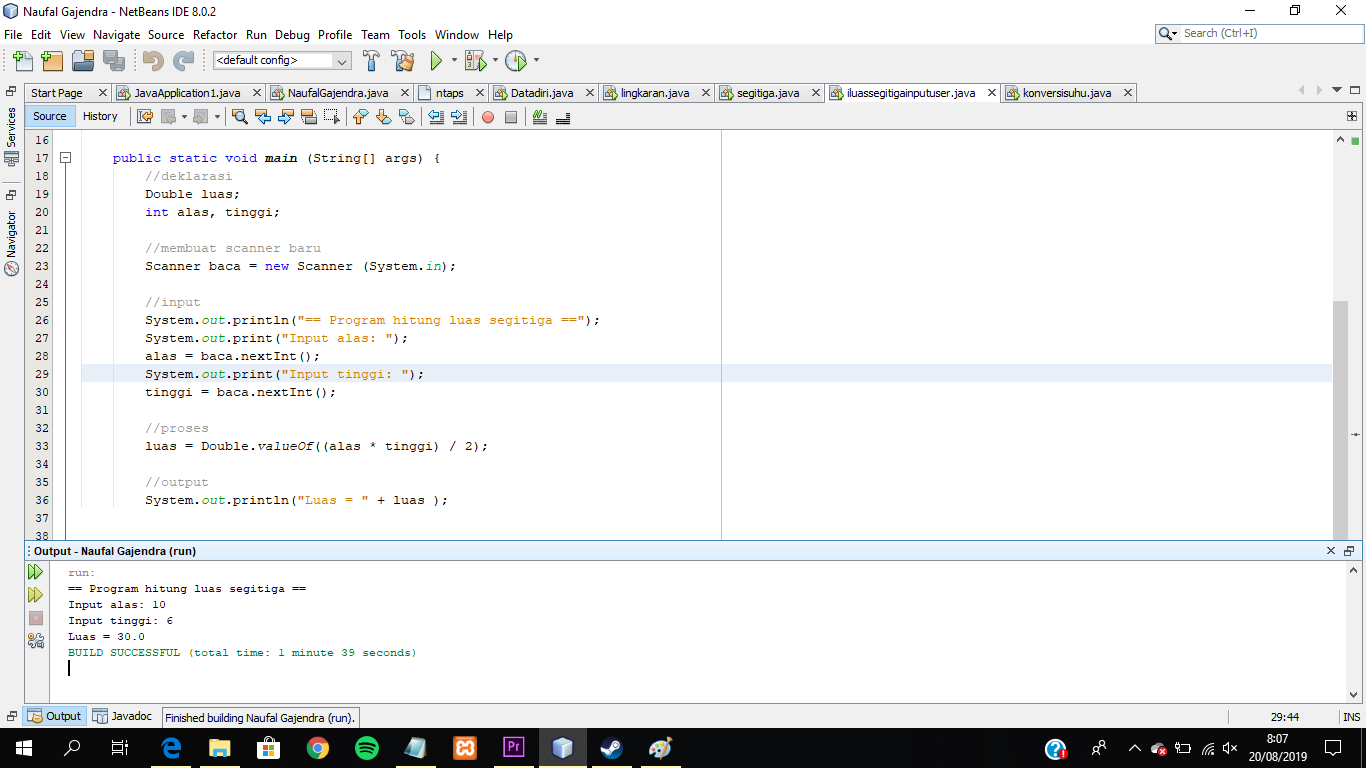 Naufal Gajendra - NetBeans IDE 8.0.2
File Edit View Navigate Source Refactor Run Debug Profile Team Tools Window Help
Search (Ctrl+I)
<default config>
Start Page JavaApplication1.java NaufalGajendra.java ntaps Datadiri.java lingkaran.java segitiga.java iluassegitigainputuser.java konversisuhu.java
Source History
Services
Navigator
16
17 public static void main (String[] args) {
18 //deklarasi
19 Double luas;
20 int alas, tinggi;
21
22 //membuat scanner baru
23 Scanner baca = new Scanner (System.in);
24
25 //input
26 System.out.println("== Program hitung luas segitiga ==");
27 System.out.print("Input alas: ");
28 alas = baca.nextInt();
29 System.out.print("Input tinggi: ");
30 tinggi = baca.nextInt();
31
32 //proses
33 luas = Double.valueOf((alas * tinggi) / 2);
34
35 //output
36 System.out.println("Luas = " + luas );
37
38
Output - Naufal Gajendra (run)
run:
== Program hitung luas segitiga ==
Input alas: 10
Input tinggi: 6
Luas = 30.0
BUILD SUCCESSFUL (total time: 1 minute 39 seconds)
Output Javadoc Finished building Naufal Gajendra (run).
29:44 INS
Pr
8:07
20/08/2019